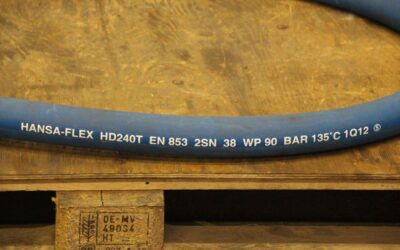 HANSA-FLEX HD240T EN 853 2SN 38 WP 90 BAR 135°C 1Q12 Ⓢ
DE-MV
49034
HT